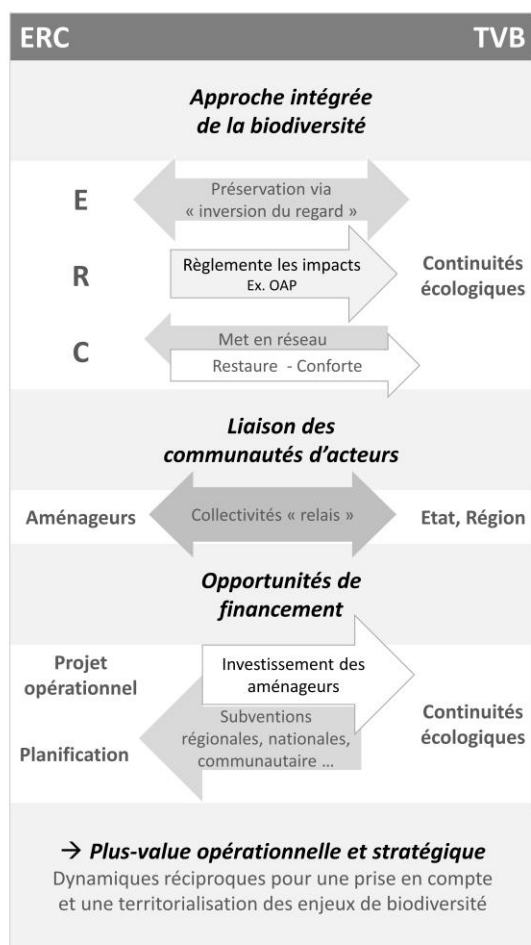 ERC TVB
Approche intégrée
de la biodiversité
E
Préservation via
« inversion du regard »
R
Règlemente les impacts
Ex. OAP
Continuités
écologiques
C
Met en réseau
Restaure - Conforte
Liaison des
communautés d’acteurs
Aménageurs
Collectivités « relais »
Etat, Région
Opportunités de
financement
Projet
opérationnel
Investissement des
aménageurs
Subventions
régionales, nationales,
communautaire ...
Planification
Continuités
écologiques
→ Plus-value opérationnelle et stratégique
Dynamiques réciproques pour une prise en compte
et une territorialisation des enjeux de biodiversité